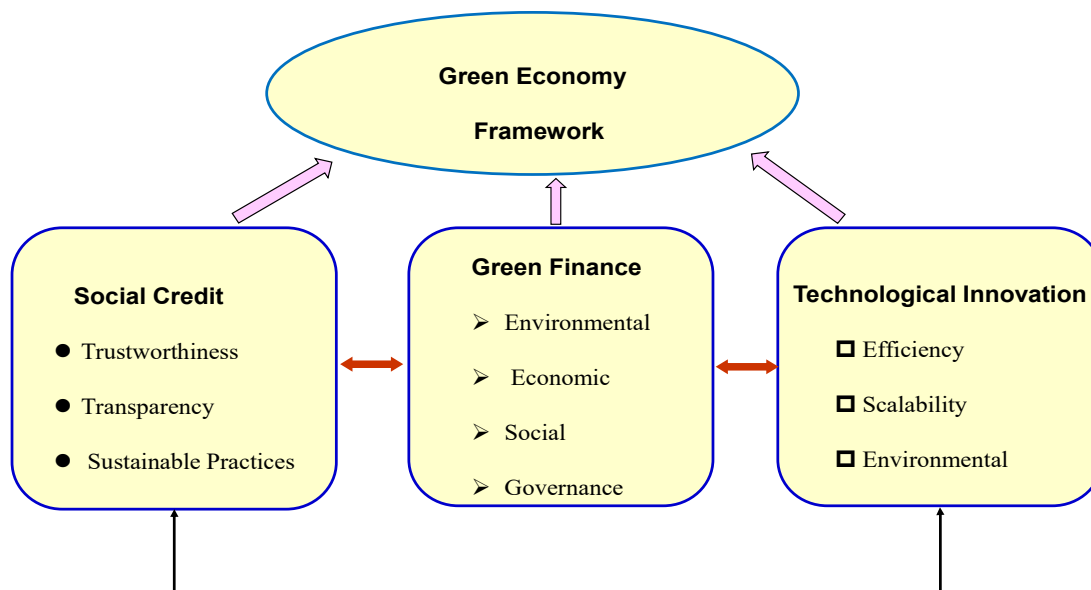 Green Economy
Framework
Social Credit
Trustworthiness
Transparency
Sustainable Practices
Green Finance
Environmental
Economic
Social
Governance
Technological Innovation
Efficiency
Scalability
Environmental